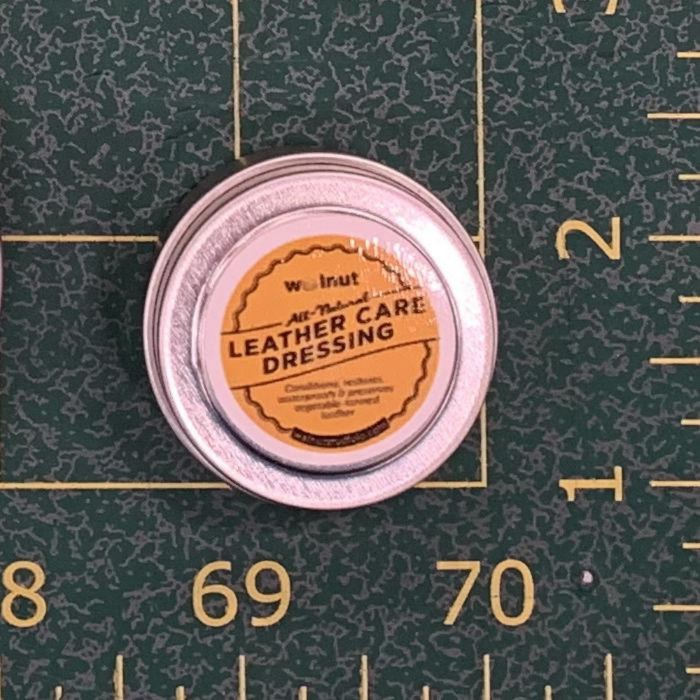 2
walnut
All-Natural
LEATHER CARE
DRESSING
Conditions, restores,
waterproofs & preserves
vegetable-tanned
leather
1
8 69 70